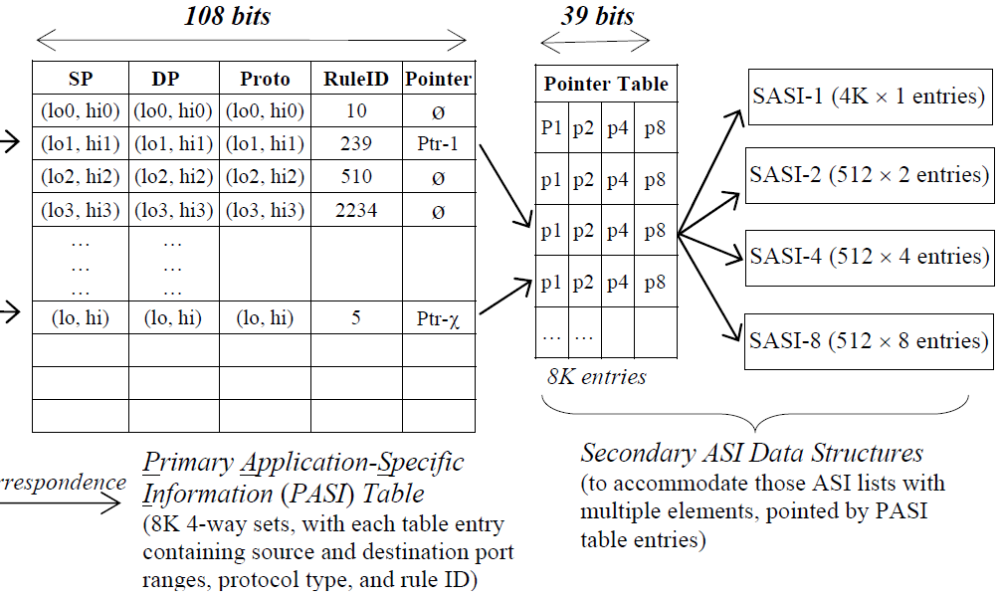 108 bits
39 bits
SP DP Proto RuleID Pointer
(lo0, hi0) (lo0, hi0) (lo0, hi0) 10 ø
(lo1, hi1) (lo1, hi1) (lo1, hi1) 239 Ptr-1
(lo2, hi2) (lo2, hi2) (lo2, hi2) 510 ø
(lo3, hi3) (lo3, hi3) (lo3, hi3) 2234 ø
… …
… …
… …
(lo, hi) (lo, hi) (lo, hi) 5 Ptr-χ
Pointer Table
P1 p2 p4 p8
p1 p2 p4 p8
p1 p2 p4 p8
p1 p2 p4 p8
… …
8K entries
SASI-1 (4K × 1 entries)
SASI-2 (512 × 2 entries)
SASI-4 (512 × 4 entries)
SASI-8 (512 × 8 entries)
rrespondence
Primary Application-Specific
Information (PASI) Table
(8K 4-way sets, with each table entry
containing source and destination port
ranges, protocol type, and rule ID)
Secondary ASI Data Structures
(to accommodate those ASI lists with
multiple elements, pointed by PASI
table entries)